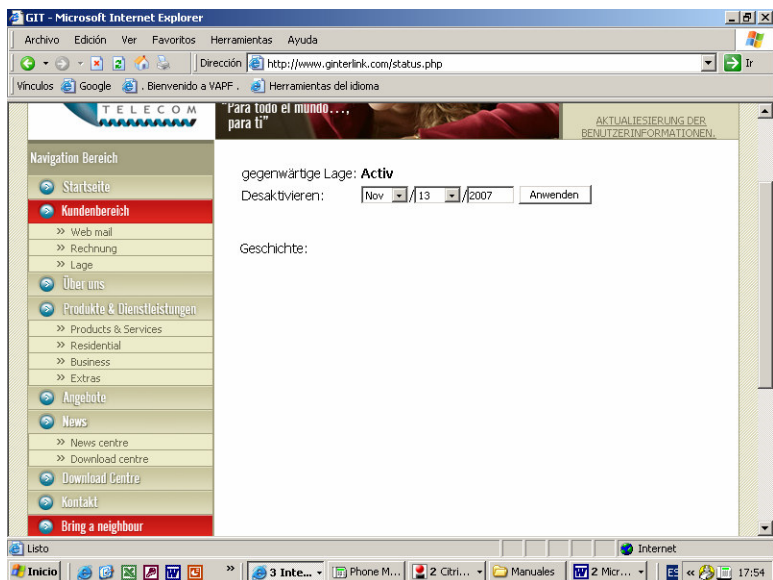 GIT - Microsoft Internet Explorer
Archivo Edición Ver Favoritos Herramientas Ayuda
Dirección http://www.ginterlink.com/status.php Ir
Vínculos Google . Bienvenido a VAPF . Herramientas del idioma
TELECOM
"Para todo el mundo...,
para ti"
AKTUALIESIERUNG DER
BENUTZERINFORMATIONEN.
Navigation Bereich
Startseite
Kundenbereich
>> Web mail
>> Rechnung
>> Lage
Über uns
Produkte & Dienstleistungen
>> Products & Services
>> Residential
>> Business
>> Extras
Angebote
News
>> News centre
>> Download centre
Download Centre
Kontakt
Bring a neighbour
gegenwärtige Lage: Activ
Desaktivieren: Nov / 13 / 2007 Anwenden
Geschichte:
Listo Internet
Inicio » 3 Inte... Phone M... 2 Citri... Manuales 2 Micr... ES « 17:54